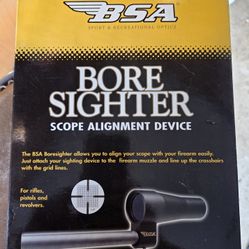 BSA
SPORT & RECREATIONAL OPTICS
BORE
SIGHTER
SCOPE ALIGNMENT DEVICE
The BSA Boresighter allows you to align your scope with your firearm easily.
Just attach your sighting device to the firearm muzzle and line up the crosshairs
with the grid lines.
For rifles,
pistols and
revolvers.
BSA